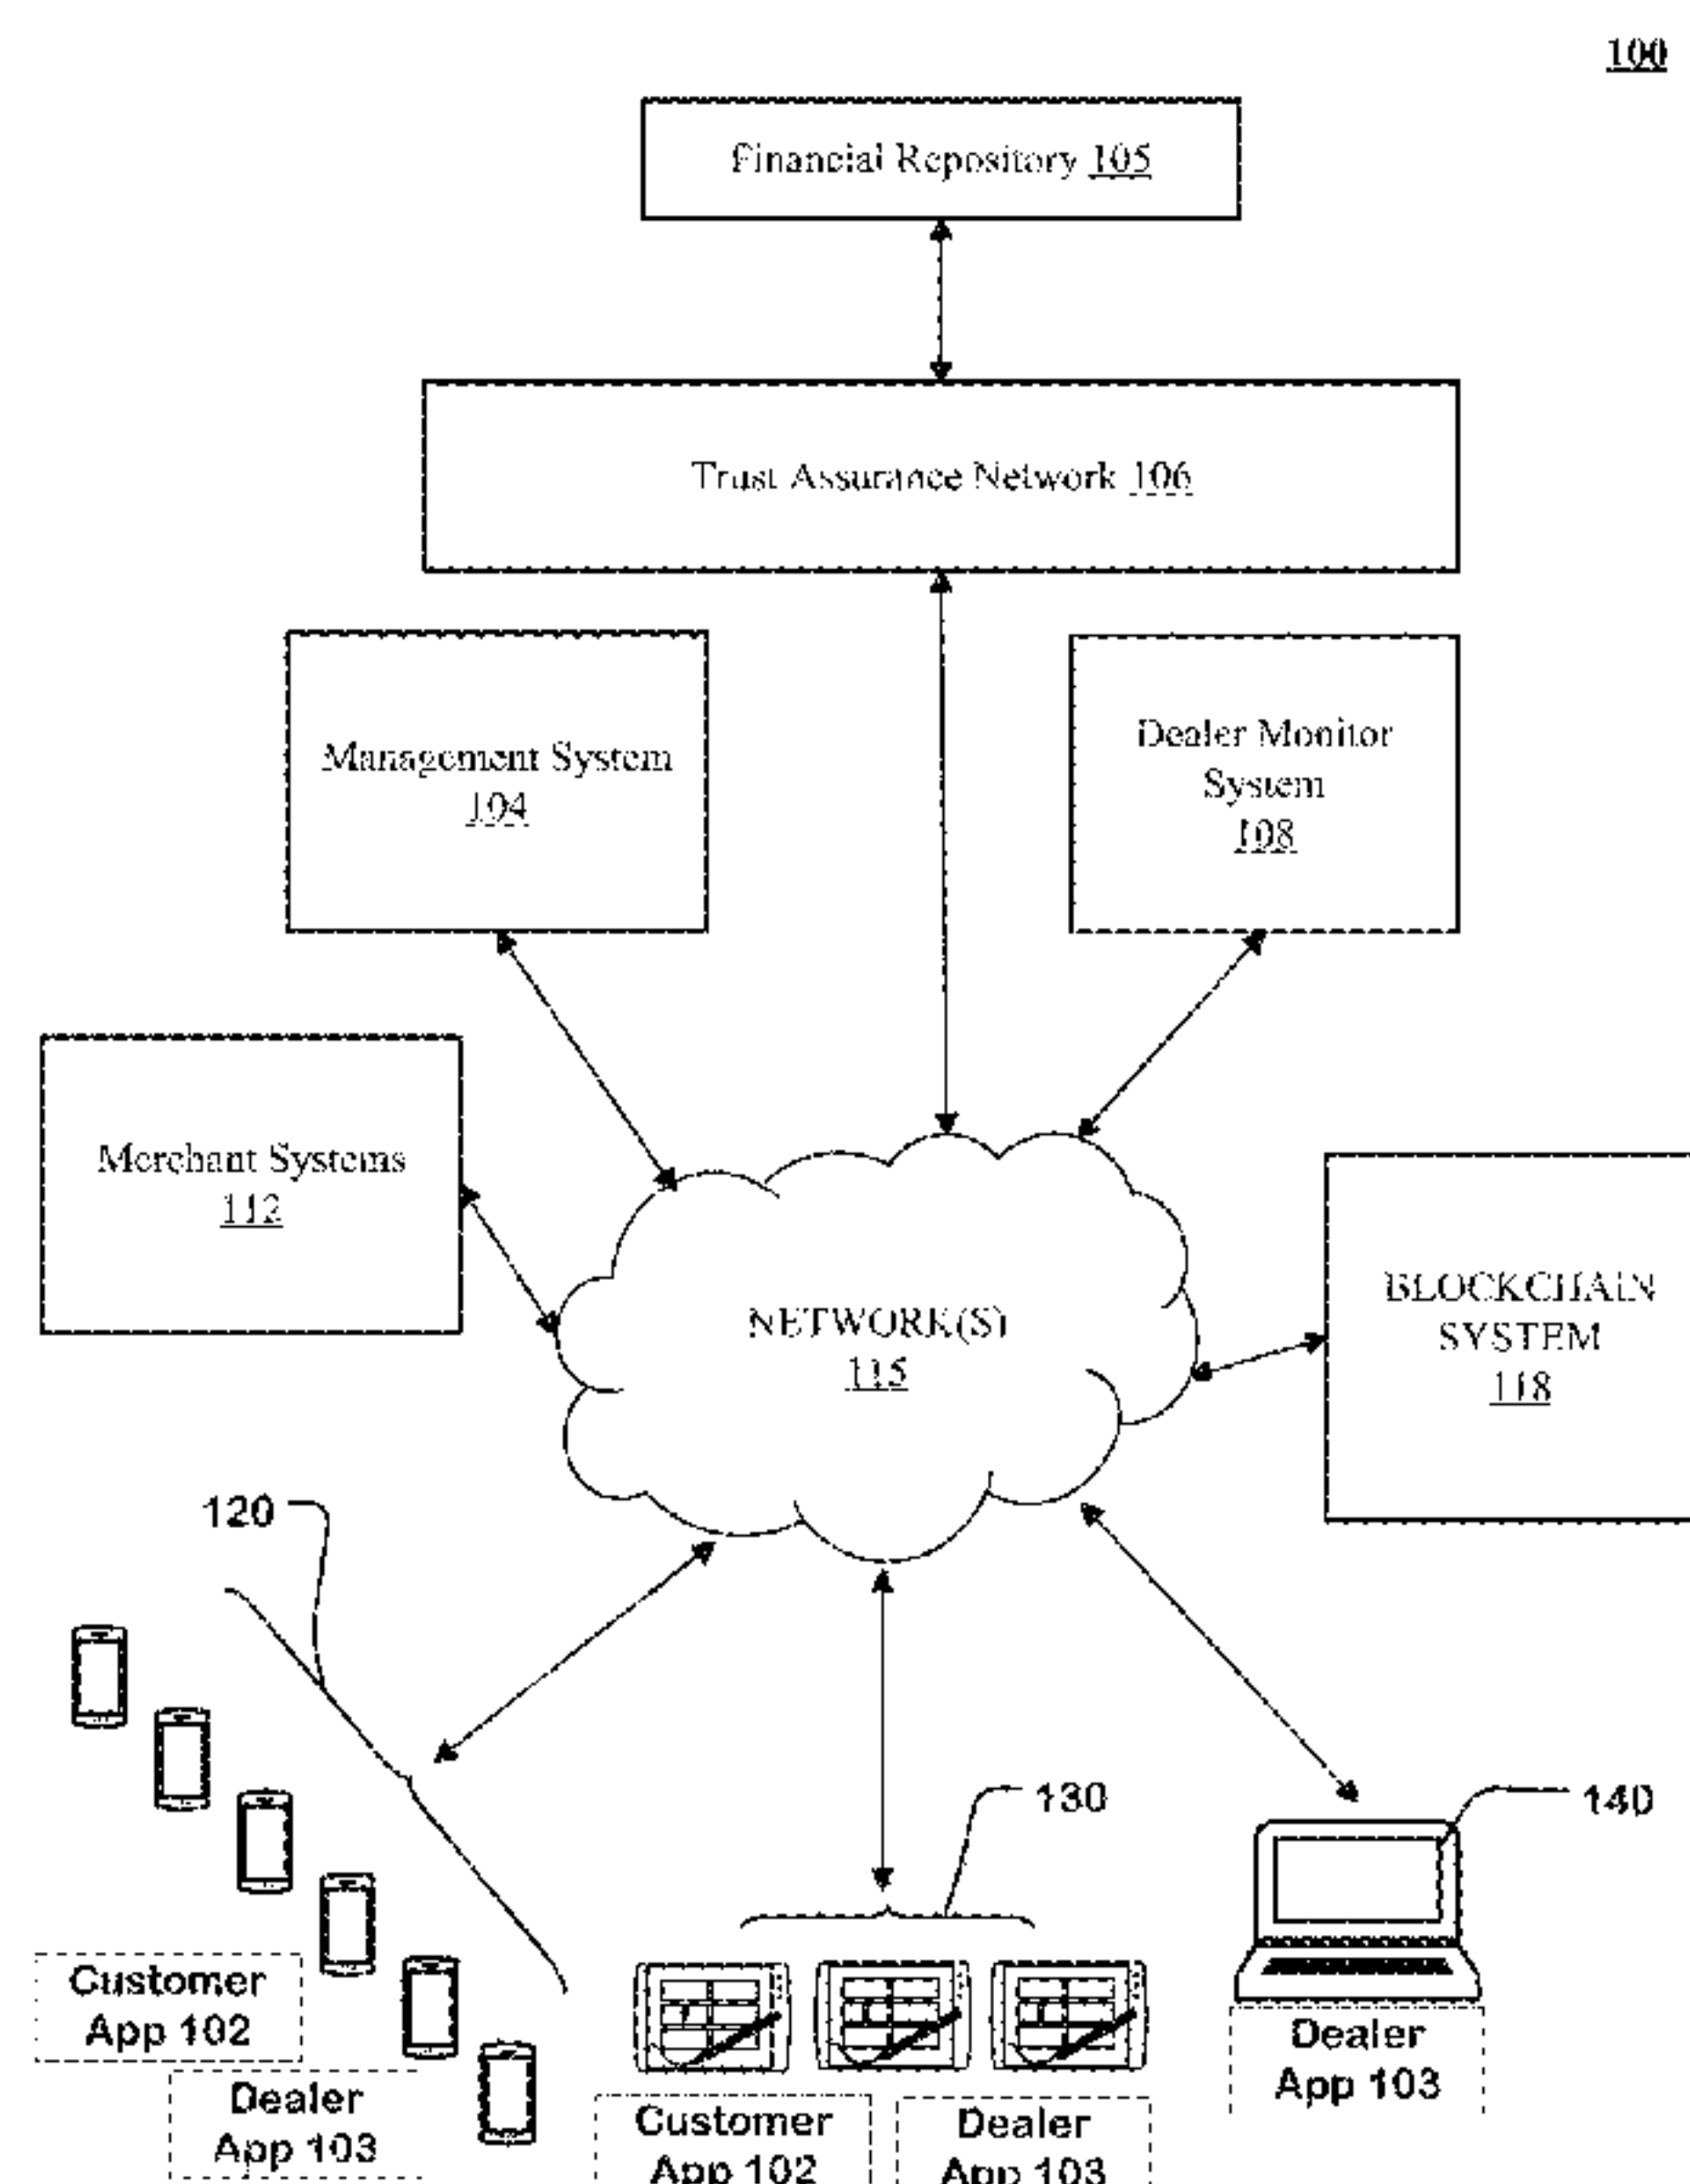 100
Financial Repository 105
Trust Assurance Network 106
Management System
104
Dealer Monitor
System
108
Merchant Systems
112
NETWORK(S)
115
BLOCKCHAIN
SYSTEM
118
120
130
140
Customer
App 102
Dealer
App 103
Customer
App 102
Dealer
App 103
Dealer
App 103